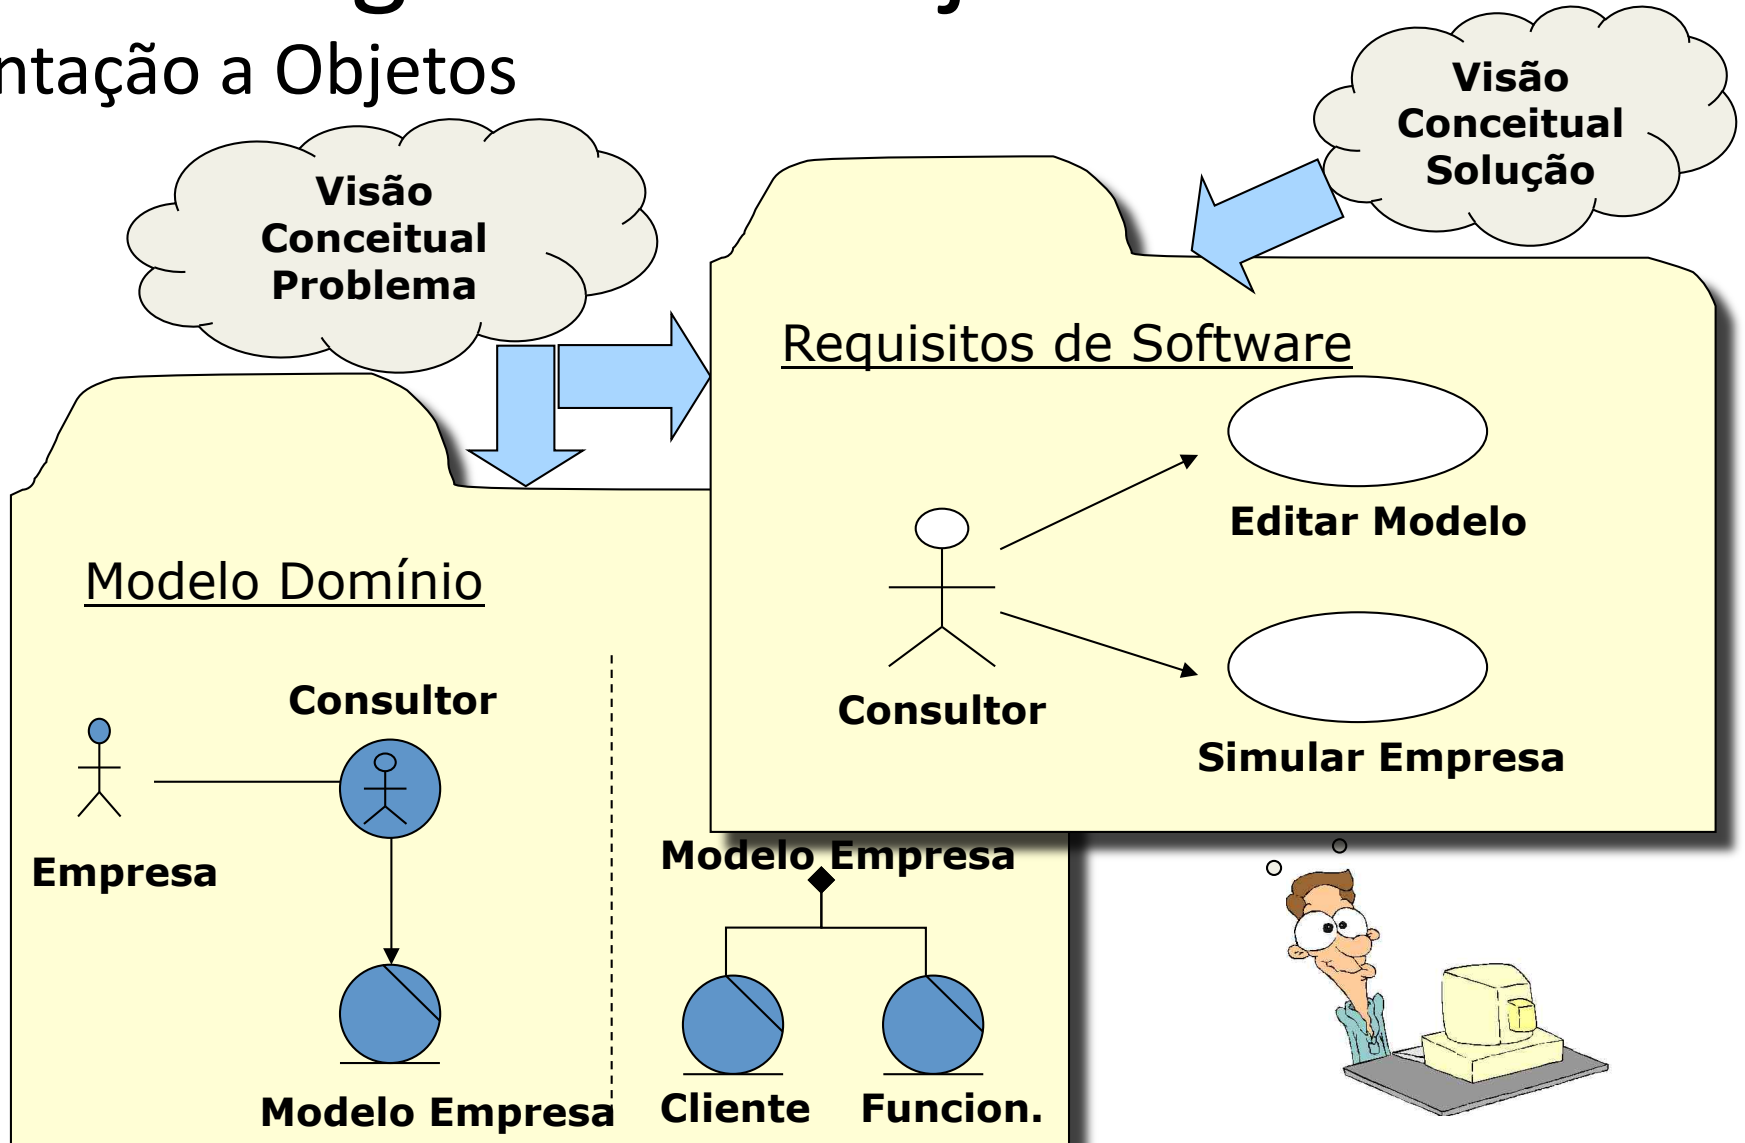 ntação a Objetos
Visão
Conceitual
Problema
Visão
Conceitual
Solução
Requisitos de Software
Editar Modelo
Consultor
Simular Empresa
Modelo Domínio
Consultor
Empresa
Modelo Empresa
Modelo Empresa
Cliente
Funcion.